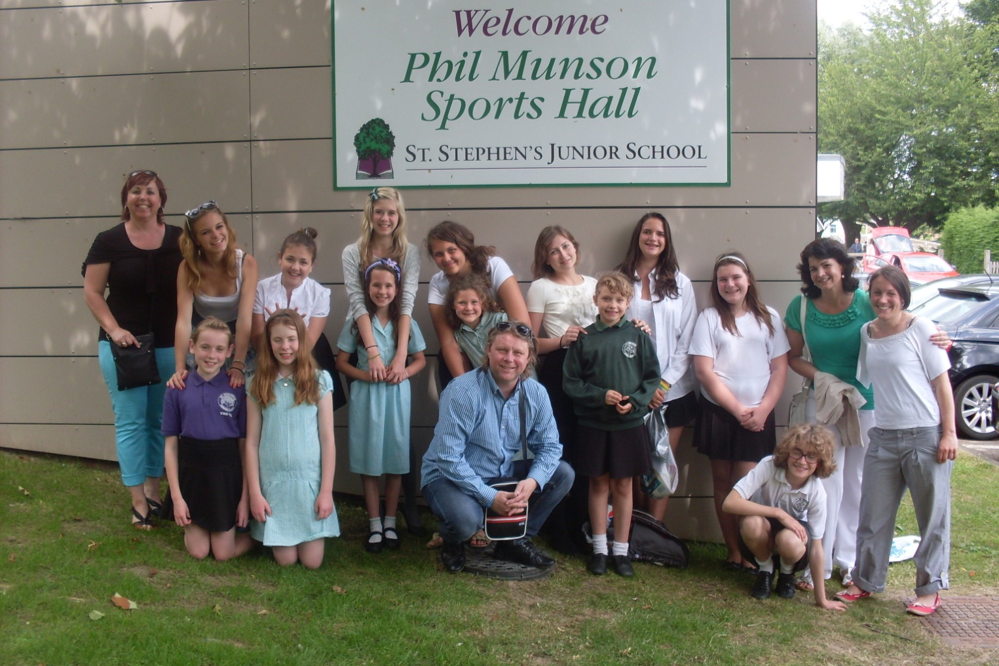 Welcome
Phil Munson
Sports Hall
ST. STEPHEN'S JUNIOR SCHOOL